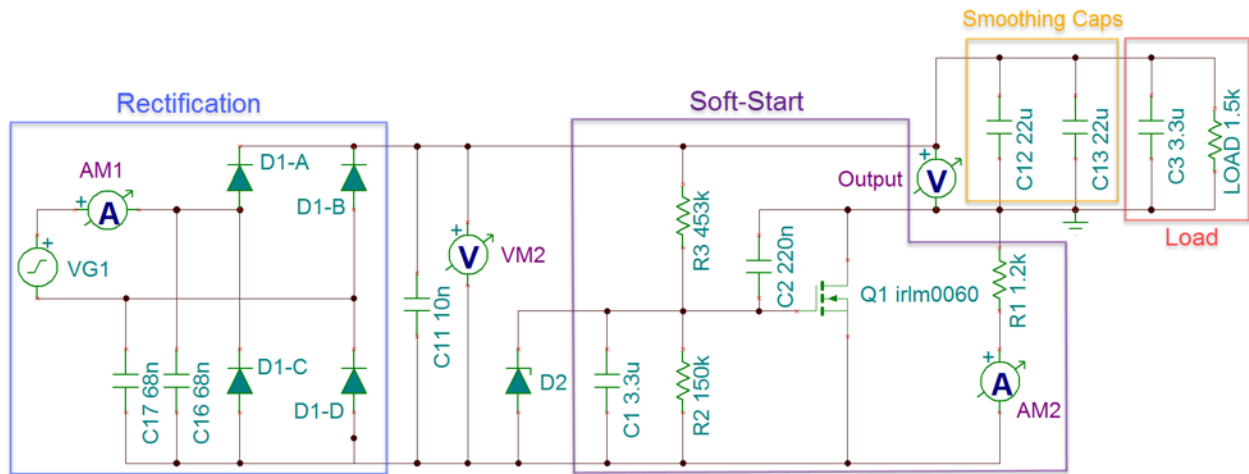 Smoothing Caps
Rectification
Soft-Start
AM1
+
A
D1-A
D1-B
+
VG1
C17 68n
C16 68n
D1-C
D1-D
C11 10n
+
V
VM2
R3 453k
C2 220n
Q1 irlm0060
D2
C1 3.3u
R2 150k
Output
+
V
C12 22u
C13 22u
C3 3.3u
LOAD 1.5k
Load
R1 1.2k
+
A
AM2